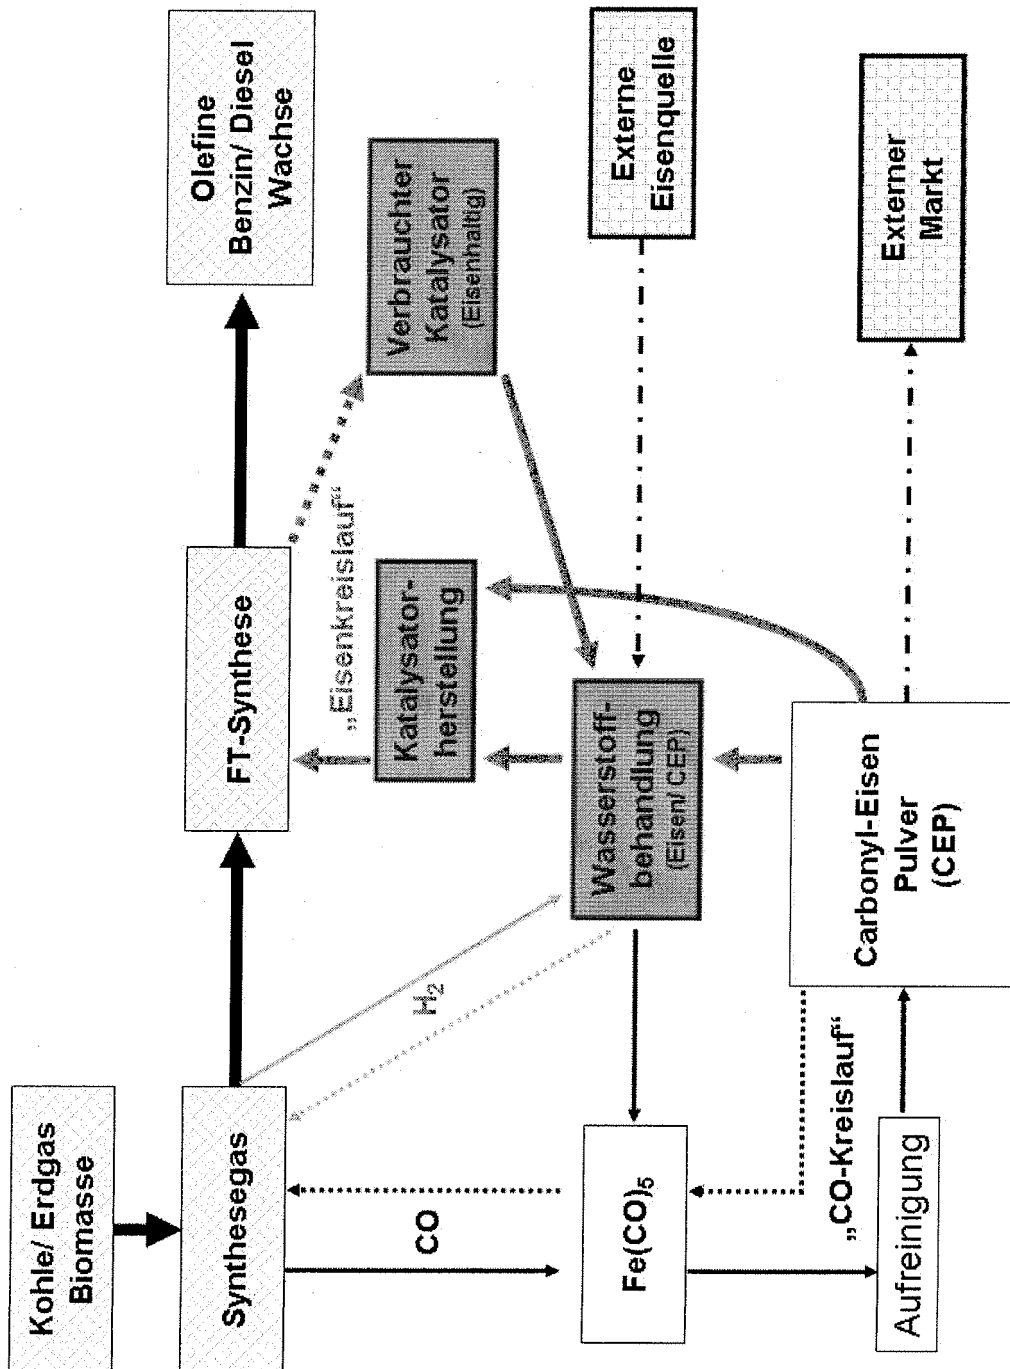 Kohle/ Erdgas
Biomasse
Synthesegas
FT-Synthese
Olefine
Benzin/ Diesel
Wachse
„Eisenkreislauf“
Verbrauchter
Katalysator
(Eisenhaltig)
Katalysator-
herstellung
H₂
CO
Wasserstoff-
behandlung
(Eisen/ CEP)
Externe
Eisenquelle
Fe(CO)₅
„CO-Kreislauf“
Aufreinigung
Carbonyl-Eisen
Pulver
(CEP)
Externer
Markt